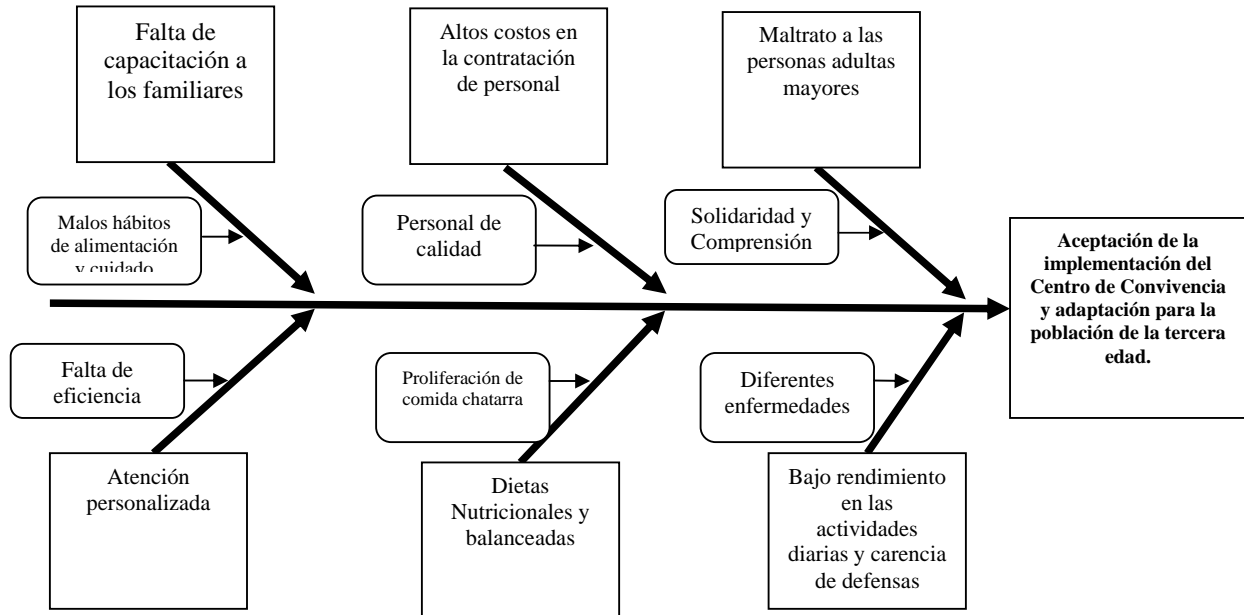 Falta de
capacitación a
los familiares
Altos costos en
la contratación
de personal
Maltrato a las
personas adultas
mayores
Malos hábitos
de alimentación
y cuidado
Personal de
calidad
Solidaridad y
Comprensión
Aceptación de la
implementación del
Centro de Convivencia
y adaptación para la
población de la tercera
edad.
Falta de
eficiencia
Proliferación de
comida chatarra
Diferentes
enfermedades
Atención
personalizada
Dietas
Nutricionales y
balanceadas
Bajo rendimiento
en las
actividades
diarias y carencia
de defensas